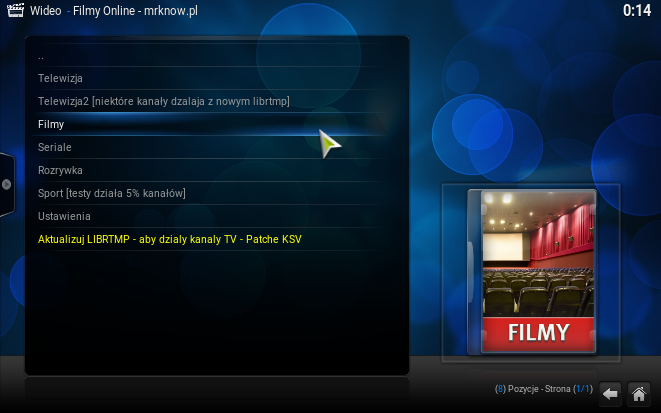 Wideo - Filmy Online - mrknow.pl
0:14
..
Telewizja
Telewizja2 [niektóre kanały dzalaja z nowym librtmp]
Filmy
Seriale
Rozrywka
Sport [testy działa 5% kanałów]
Ustawienia
Aktualizuj LIBRTMP - aby dzialy kanaly TV - Patche KSV
FILMY
(8) Pozycje - Strona (1/1)